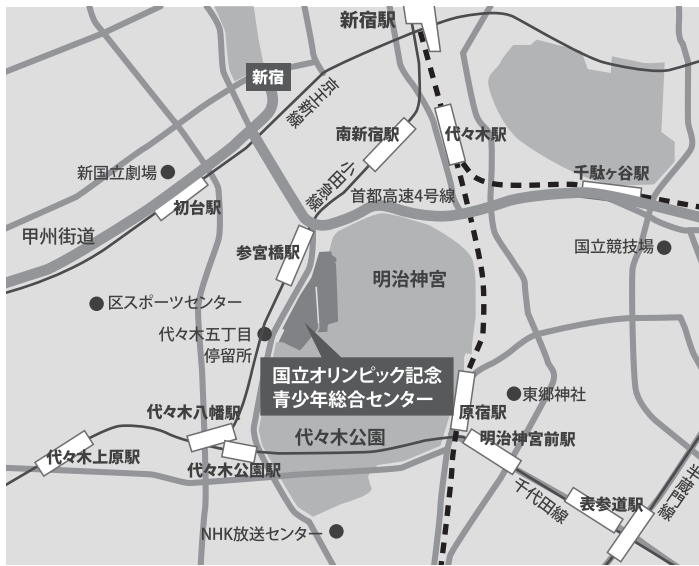 新宿駅
新宿
京王新線
南新宿駅
代々木駅
新国立劇場
小田急線
千駄ヶ谷駅
首都高速4号線
初台駅
甲州街道
参宮橋駅
国立競技場
明治神宮
区スポーツセンター
代々木五丁目
停留所
国立オリンピック記念
青少年総合センター
東郷神社
代々木八幡駅
原宿駅
代々木公園
明治神宮前駅
代々木上原駅
代々木公園駅
半蔵門線
千代田線
表参道駅
NHK放送センター